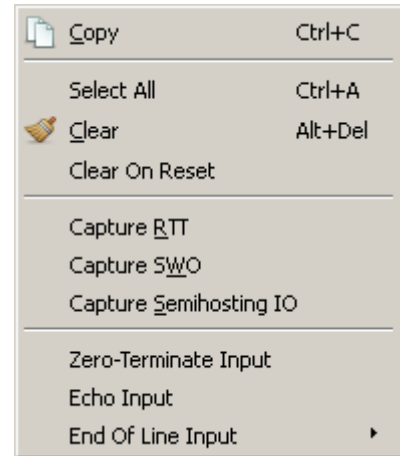 Copy Ctrl+C
Select All Ctrl+A
Clear Alt+Del
Clear On Reset
Capture RTT
Capture SWO
Capture Semihosting IO
Zero-Terminate Input
Echo Input
End Of Line Input